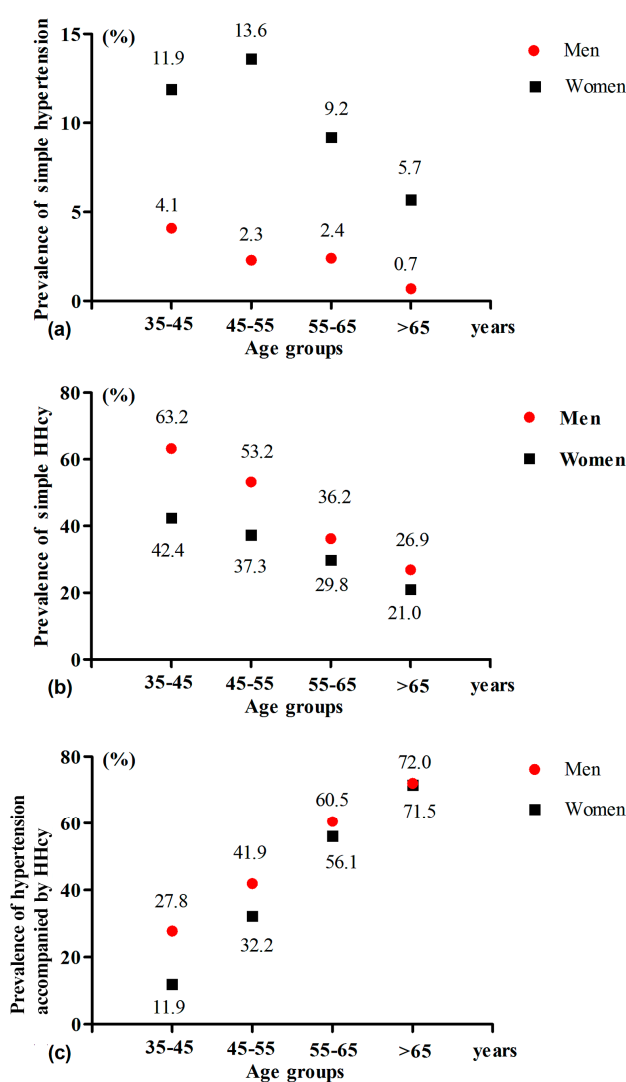 (%)
15
10
5
0
Prevalence of simple hypertension
11.9
13.6
9.2
5.7
4.1
2.3
2.4
0.7
Men
Women
35-45 45-55 55-65 >65 years
Age groups
(a)
(%)
80
60
40
20
0
Prevalence of simple HHcy
63.2
53.2
36.2
26.9
42.4
37.3
29.8
21.0
Men
Women
35-45 45-55 55-65 >65 years
Age groups
(b)
(%)
80
60
40
20
0
Prevalence of hypertension
accompanied by HHcy
27.8
41.9
60.5
72.0
11.9
32.2
56.1
71.5
Men
Women
35-45 45-55 55-65 >65 years
Age groups
(c)